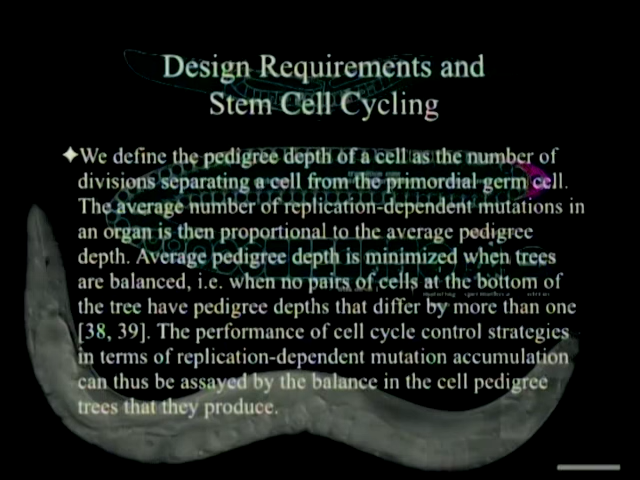 Design Requirements and
Stem Cell Cycling
✦We define the pedigree depth of a cell as the number of
divisions separating a cell from the primordial germ cell.
The average number of replication-dependent mutations in
an organ is then proportional to the average pedigree
depth. Average pedigree depth is minimized when trees
are balanced, i.e. when no pairs of cells at the bottom of
the tree have pedigree depths that differ by more than one
[38, 39]. The performance of cell cycle control strategies
in terms of replication-dependent mutation accumulation
can thus be assayed by the balance in the cell pedigree
trees that they produce.